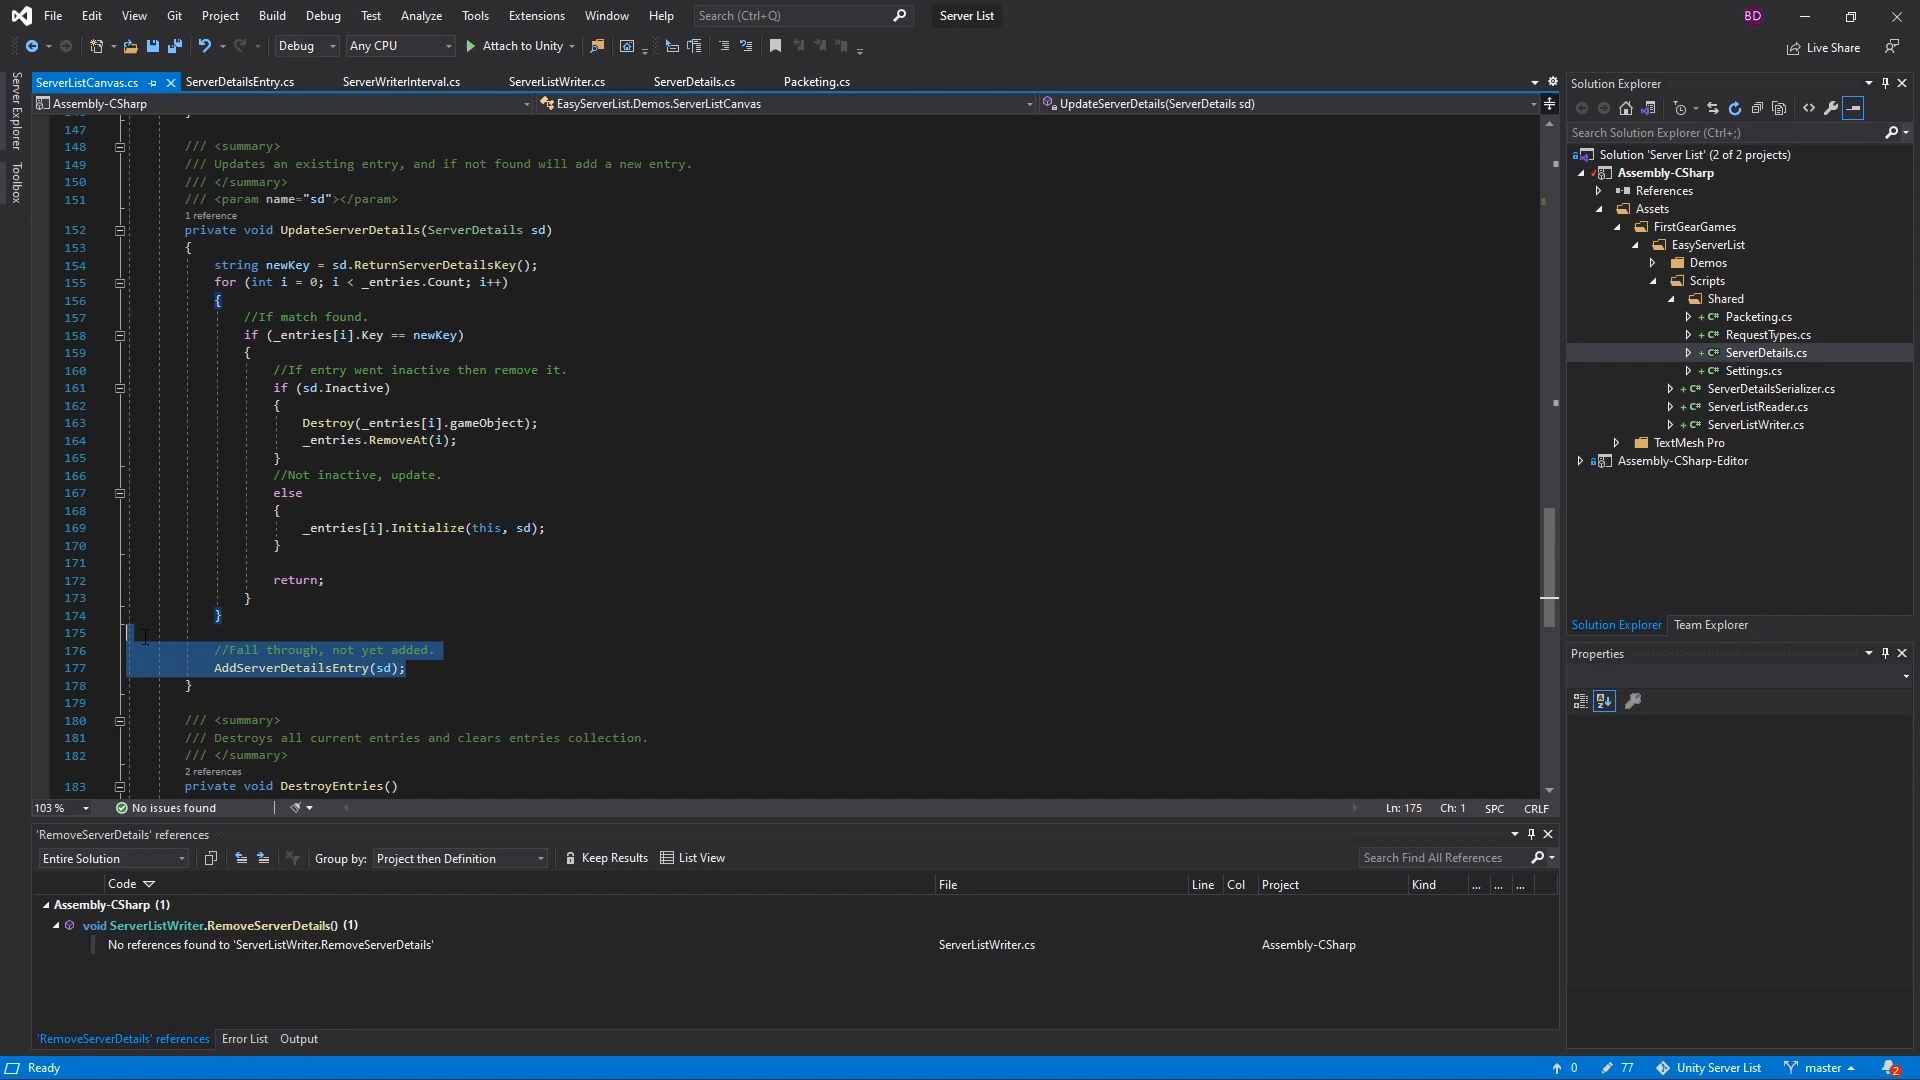 File Edit View Git Project Build Debug Test Analyze Tools Extensions Window Help Search (Ctrl+Q) Server List BD
Debug Any CPU Attach to Unity Live Share
Server Explorer
Toolbox
ServerListCanvas.cs ServerDetailsEntry.cs ServerWriterInterval.cs ServerListWriter.cs ServerDetails.cs Packeting.cs
Assembly-CSharp EasyServerList.Demos.ServerListCanvas UpdateServerDetails(ServerDetails sd)
147
148 /// <summary>
149 /// Updates an existing entry, and if not found will add a new entry.
150 /// </summary>
151 /// <param name="sd"></param>
1 reference
152 private void UpdateServerDetails(ServerDetails sd)
153 {
154 string newKey = sd.ReturnServerDetailsKey();
155 for (int i = 0; i < _entries.Count; i++)
156 {
157 //If match found.
158 if (_entries[i].Key == newKey)
159 {
160 //If entry went inactive then remove it.
161 if (sd.Inactive)
162 {
163 Destroy(_entries[i].gameObject);
164 _entries.RemoveAt(i);
165 }
166 //Not inactive, update.
167 else
168 {
169 _entries[i].Initialize(this, sd);
170 }
171
172 return;
173 }
174 }
175
176 //Fall through, not yet added.
177 AddServerDetailsEntry(sd);
178 }
179
180 /// <summary>
181 /// Destroys all current entries and clears entries collection.
182 /// </summary>
2 references
183 private void DestroyEntries()
103 % No issues found Ln: 175 Ch: 1 SPC CRLF
'RemoveServerDetails' references
Entire Solution Group by: Project then Definition Keep Results List View Search Find All References
Code File Line Col Project Kind ... ... ...
Assembly-CSharp (1)
void ServerListWriter.RemoveServerDetails() (1)
No references found to 'ServerListWriter.RemoveServerDetails' ServerListWriter.cs Assembly-CSharp
'RemoveServerDetails' references Error List Output
Solution Explorer
Search Solution Explorer (Ctrl+;)
Solution 'Server List' (2 of 2 projects)
Assembly-CSharp
References
Assets
FirstGearGames
EasyServerList
Demos
Scripts
Shared
C# Packeting.cs
C# RequestTypes.cs
C# ServerDetails.cs
C# Settings.cs
C# ServerDetailsSerializer.cs
C# ServerListReader.cs
C# ServerListWriter.cs
TextMesh Pro
Assembly-CSharp-Editor
Solution Explorer Team Explorer
Properties
Ready 0 77 Unity Server List master 2